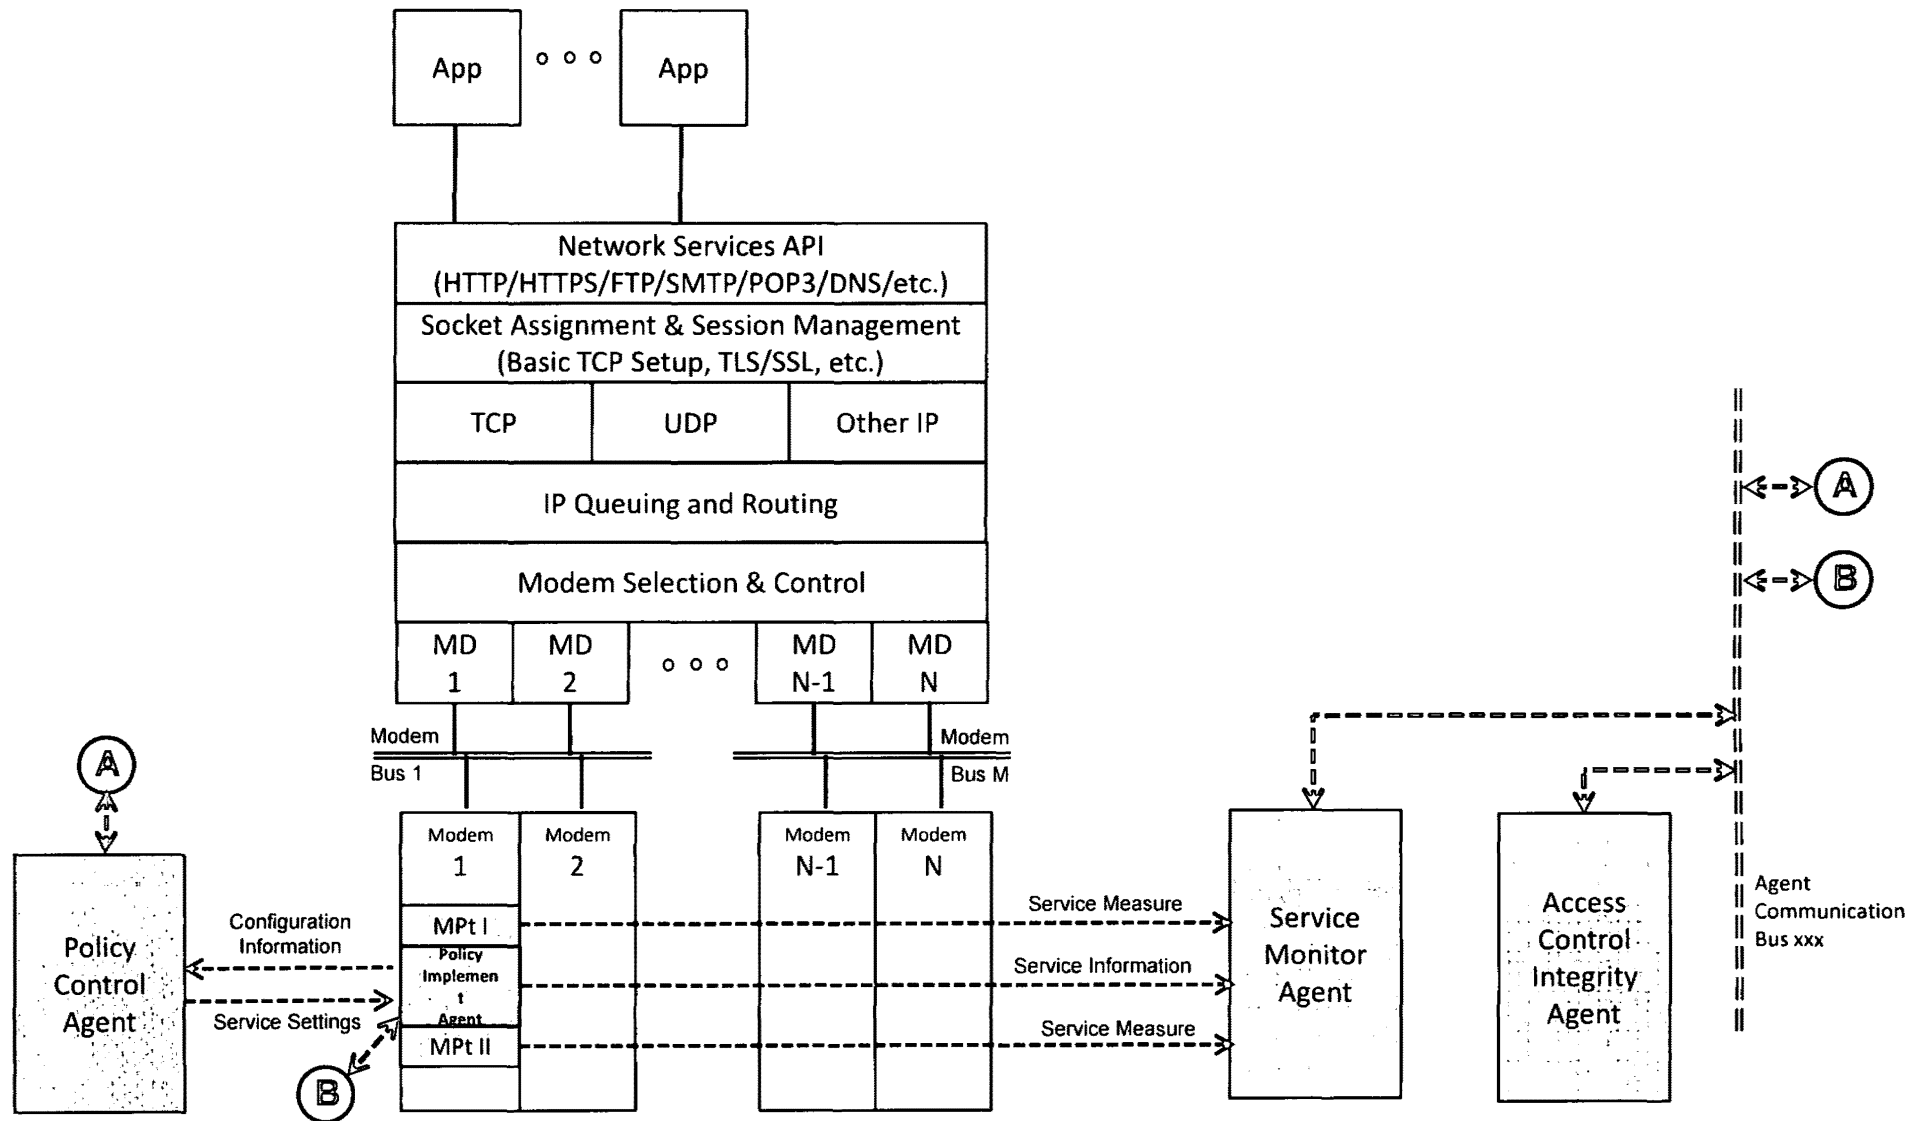 App
App
Network Services API
(HTTP/HTTPS/FTP/SMTP/POP3/DNS/etc.)
Socket Assignment & Session Management
(Basic TCP Setup, TLS/SSL, etc.)
TCP
UDP
Other IP
IP Queuing and Routing
Modem Selection & Control
MD
1
MD
2
MD
N-1
MD
N
Modem
Bus 1
Modem
Bus M
A
B
A
Modem
1
Modem
2
Modem
N-1
Modem
N
Policy
Control
Agent
Configuration
Information
Service Settings
B
MPt I
Policy
Implemen
t
Agent
MPt II
Service Measure
Service Information
Service Measure
Service
Monitor
Agent
Access
Control
Integrity
Agent
Agent
Communication
Bus xxx